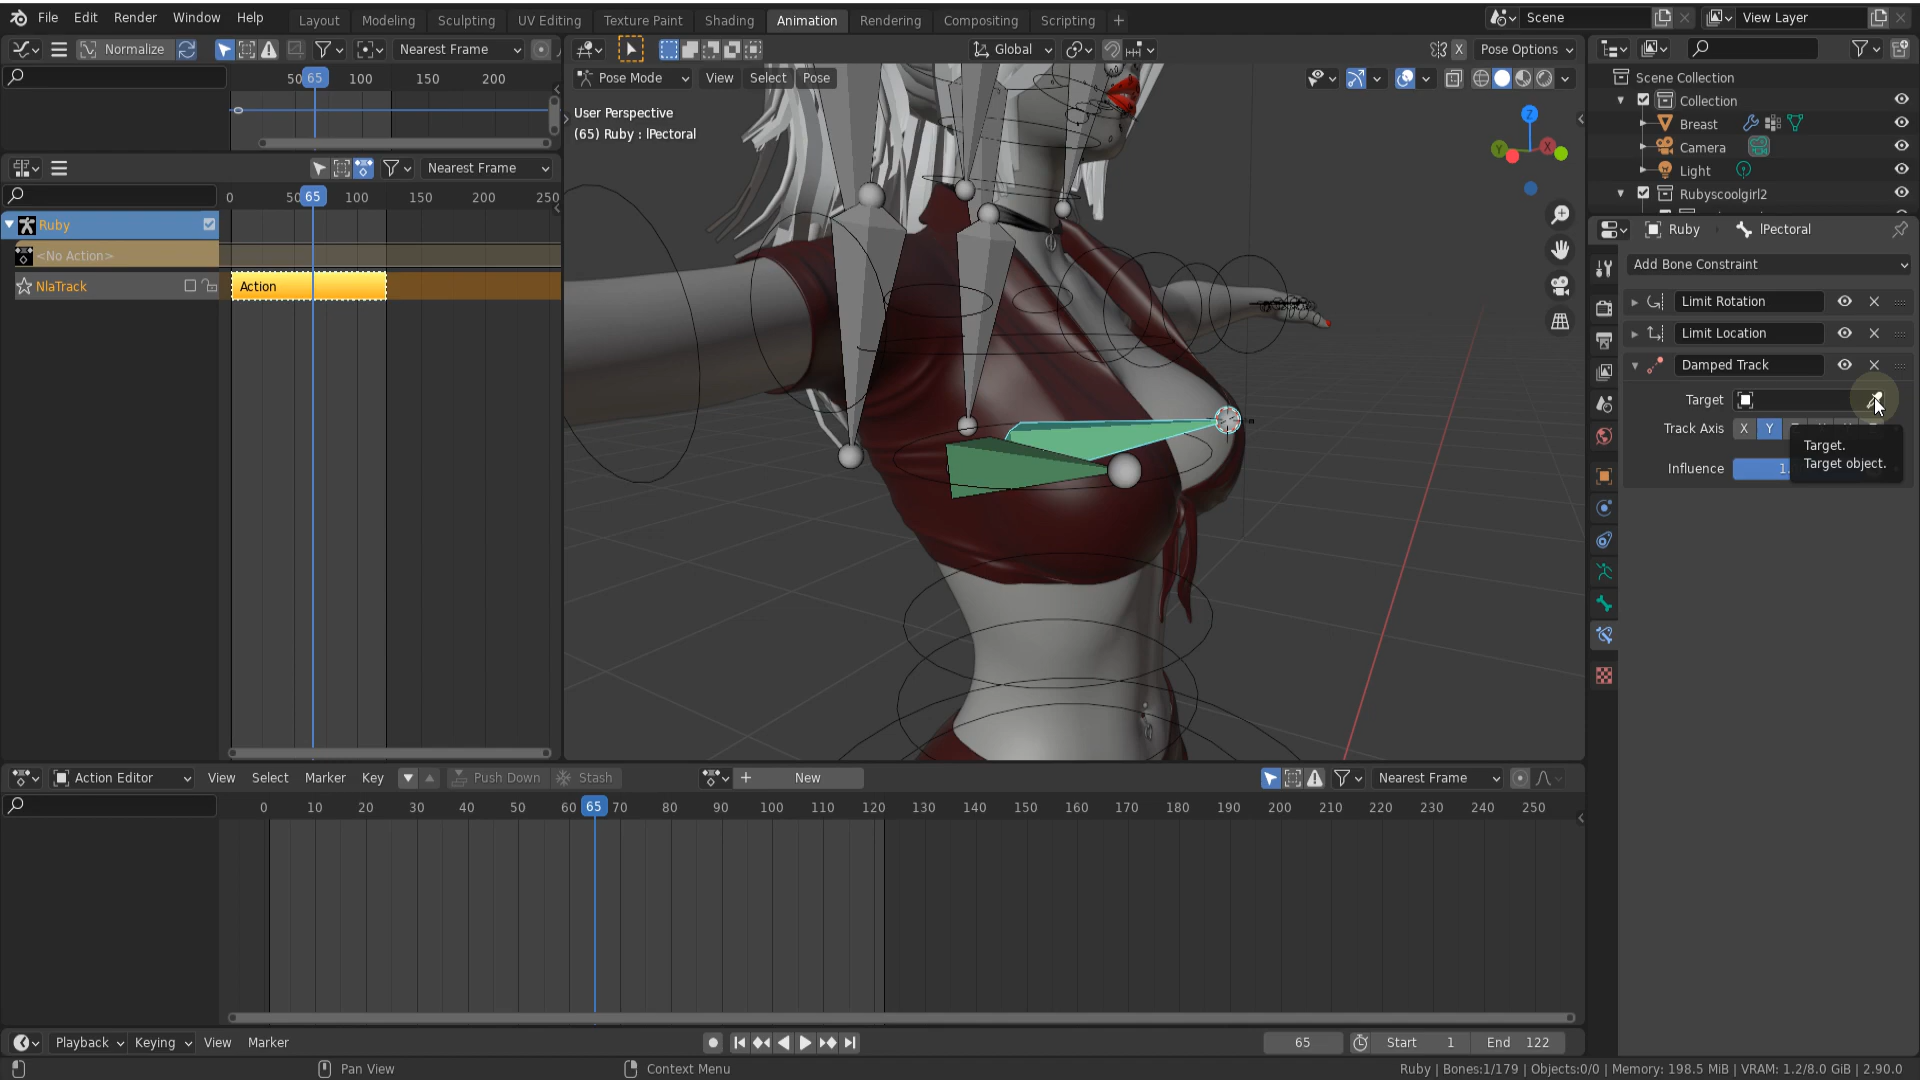 File Edit Render Window Help
Layout Modeling Sculpting UV Editing Texture Paint Shading Animation Rendering Compositing Scripting +
Scene
View Layer
Normalize
Nearest Frame
50 65 100 150 200
Global
X
Pose Options
Pose Mode
View Select Pose
User Perspective
(65) Ruby : lPectoral
Z
Y
X
Scene Collection
Collection
Breast
Camera
Light
Rubyscoolgirl2
Nearest Frame
0 50 65 100 150 200 250
Ruby
<No Action>
NlaTrack
Action
Ruby
lPectoral
Add Bone Constraint
Limit Rotation
Limit Location
Damped Track
Target
Track Axis X Y
Influence 1.
Target.
Target object.
Action Editor
View Select Marker Key
Push Down
Stash
New
Nearest Frame
0 10 20 30 40 50 60 65 70 80 90 100 110 120 130 140 150 160 170 180 190 200 210 220 230 240 250
Playback Keying View Marker
65
Start 1
End 122
Pan View
Context Menu
Ruby | Bones:1/179 | Objects:0/0 | Memory: 198.5 MiB | VRAM: 1.2/8.0 GiB | 2.90.0